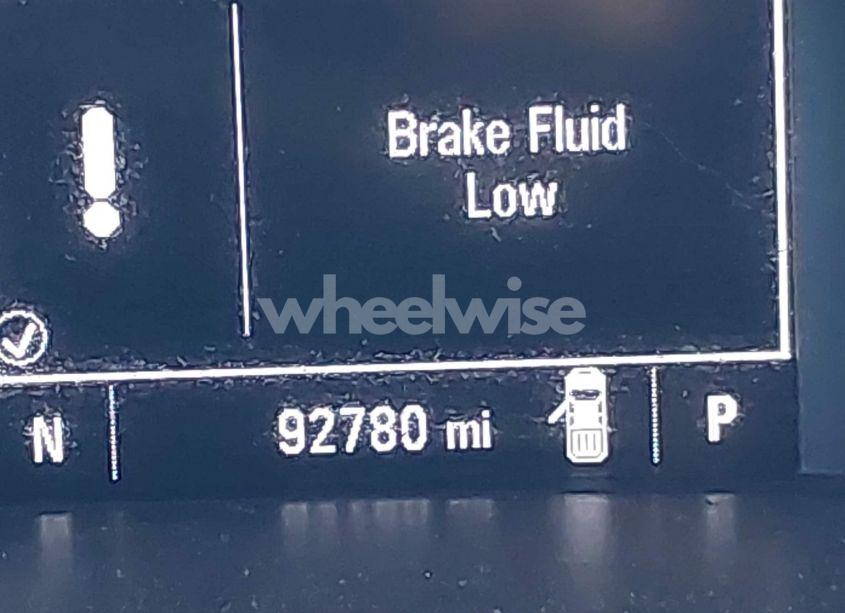 Brake Fluid
Low
wheelwise
N
92780 mi
P